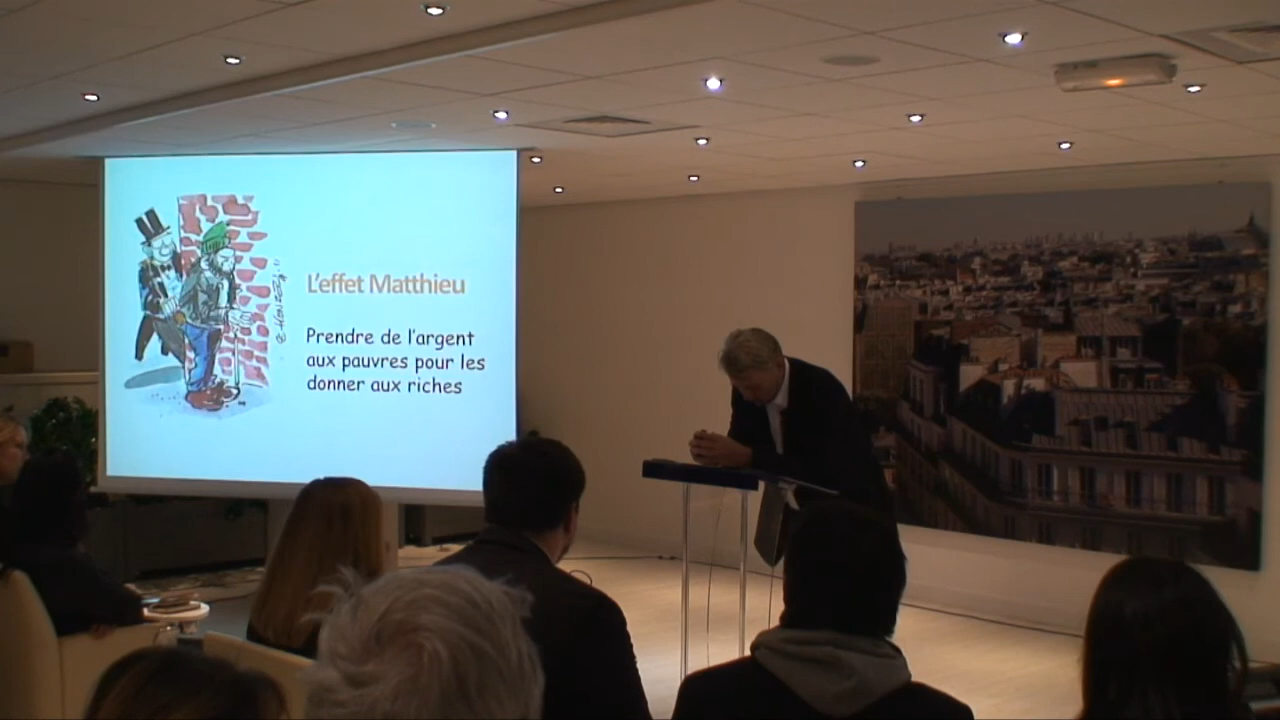 L'effet Matthieu
Prendre de l'argent
aux pauvres pour les
donner aux riches